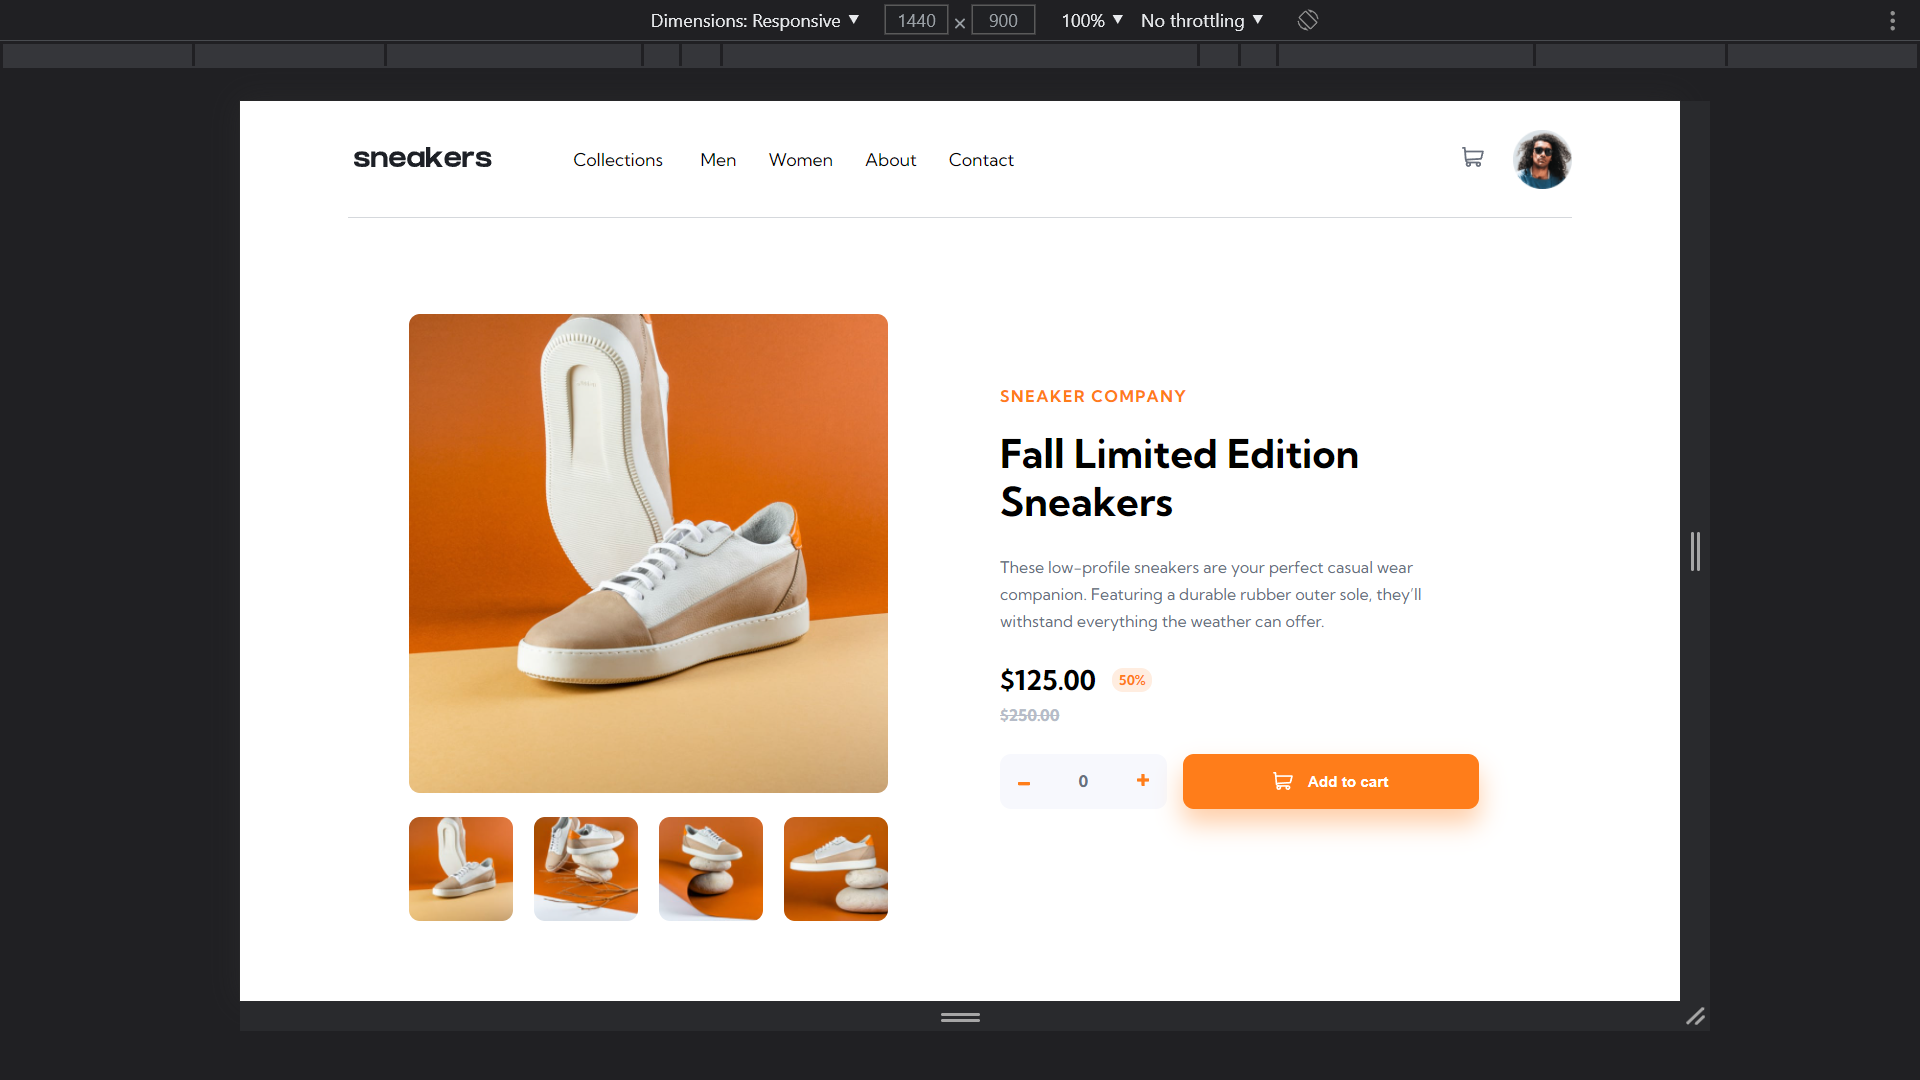 Dimensions: Responsive ▼ 1440 × 900 100% ▼ No throttling ▼
sneakers Collections Men Women About Contact
SNEAKER COMPANY
Fall Limited Edition
Sneakers
These low-profile sneakers are your perfect casual wear
companion. Featuring a durable rubber outer sole, they’ll
withstand everything the weather can offer.
$125.00 50%
$250.00
– 0 + Add to cart